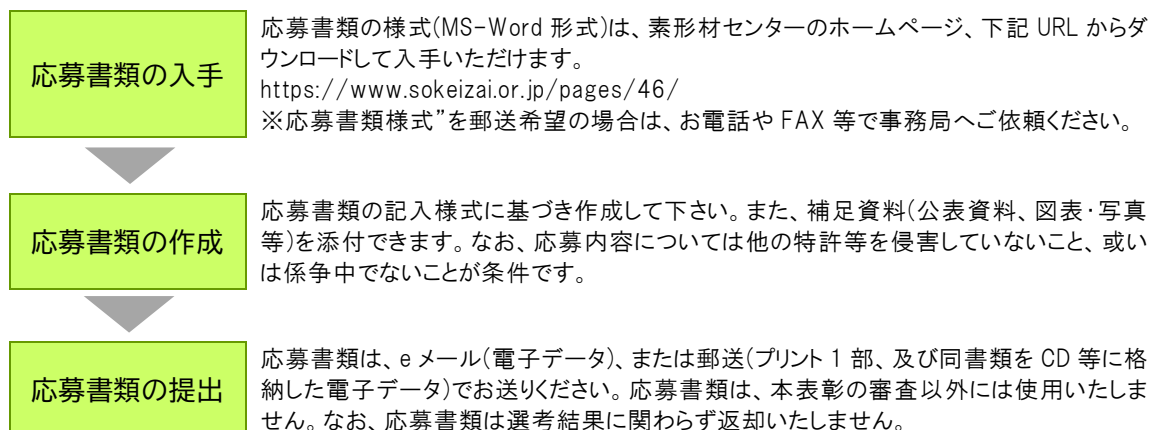 応募書類の入手
応募書類の様式(MS-Word 形式)は、素形材センターのホームページ、下記 URL からダ
ウンロードして入手いただけます。
https://www.sokeizai.or.jp/pages/46/
※応募書類様式”を郵送希望の場合は、お電話や FAX 等で事務局へご依頼ください。
応募書類の作成
応募書類の記入様式に基づき作成して下さい。また、補足資料(公表資料、図表・写真
等)を添付できます。なお、応募内容については他の特許等を侵害していないこと、或い
は係争中でないことが条件です。
応募書類の提出
応募書類は、e メール(電子データ)、または郵送(プリント 1 部、及び同書類を CD 等に格
納した電子データ)でお送りください。応募書類は、本表彰の審査以外には使用いたしま
せん。なお、応募書類は選考結果に関わらず返却いたしません。